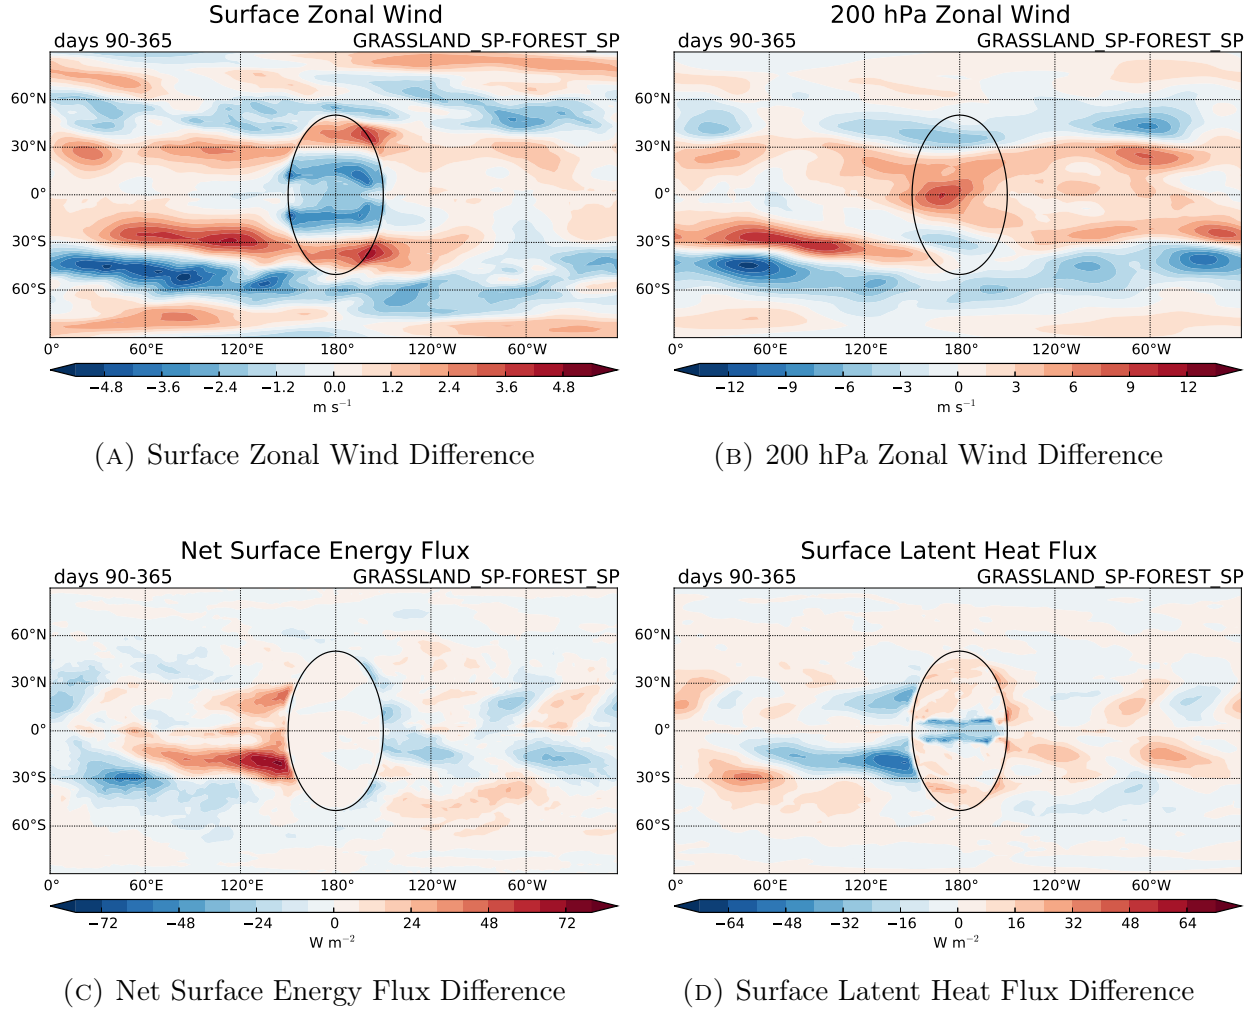 Surface Zonal Wind
days 90-365 GRASSLAND_SP-FOREST_SP
60°N
30°N
0°
30°S
60°S
0° 60°E 120°E 180° 120°W 60°W
−4.8 −3.6 −2.4 −1.2 0.0 1.2 2.4 3.6 4.8
m s⁻¹
(A) Surface Zonal Wind Difference
200 hPa Zonal Wind
days 90-365 GRASSLAND_SP-FOREST_SP
60°N
30°N
0°
30°S
60°S
0° 60°E 120°E 180° 120°W 60°W
−12 −9 −6 −3 0 3 6 9 12
m s⁻¹
(B) 200 hPa Zonal Wind Difference
Net Surface Energy Flux
days 90-365 GRASSLAND_SP-FOREST_SP
60°N
30°N
0°
30°S
60°S
0° 60°E 120°E 180° 120°W 60°W
−72 −48 −24 0 24 48 72
W m⁻²
(C) Net Surface Energy Flux Difference
Surface Latent Heat Flux
days 90-365 GRASSLAND_SP-FOREST_SP
60°N
30°N
0°
30°S
60°S
0° 60°E 120°E 180° 120°W 60°W
−64 −48 −32 −16 0 16 32 48 64
W m⁻²
(D) Surface Latent Heat Flux Difference